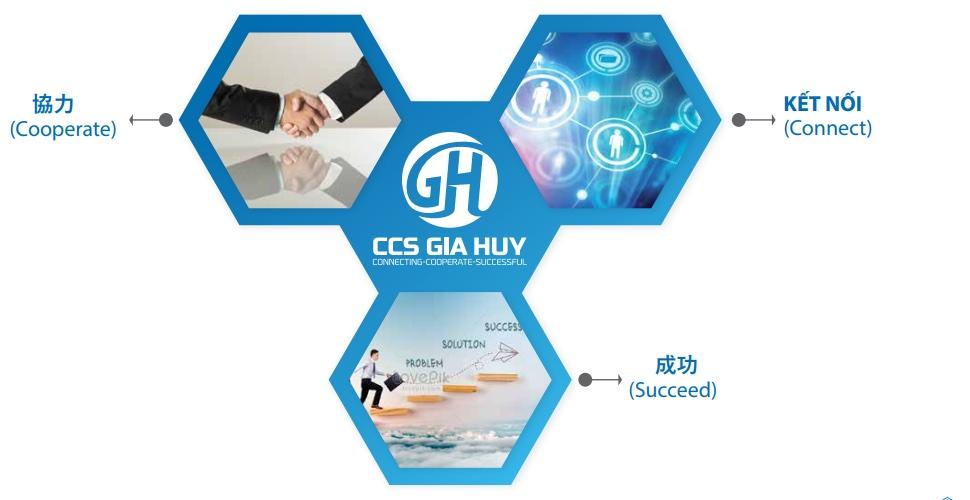 協力
(Cooperate)
KẾT NỐI
(Connect)
GH
CCS GIA HUY
CONNECTING-COOPERATE-SUCCESSFUL
SUCCESS
SOLUTION
PROBLEM
lovepik
成功
(Succeed)